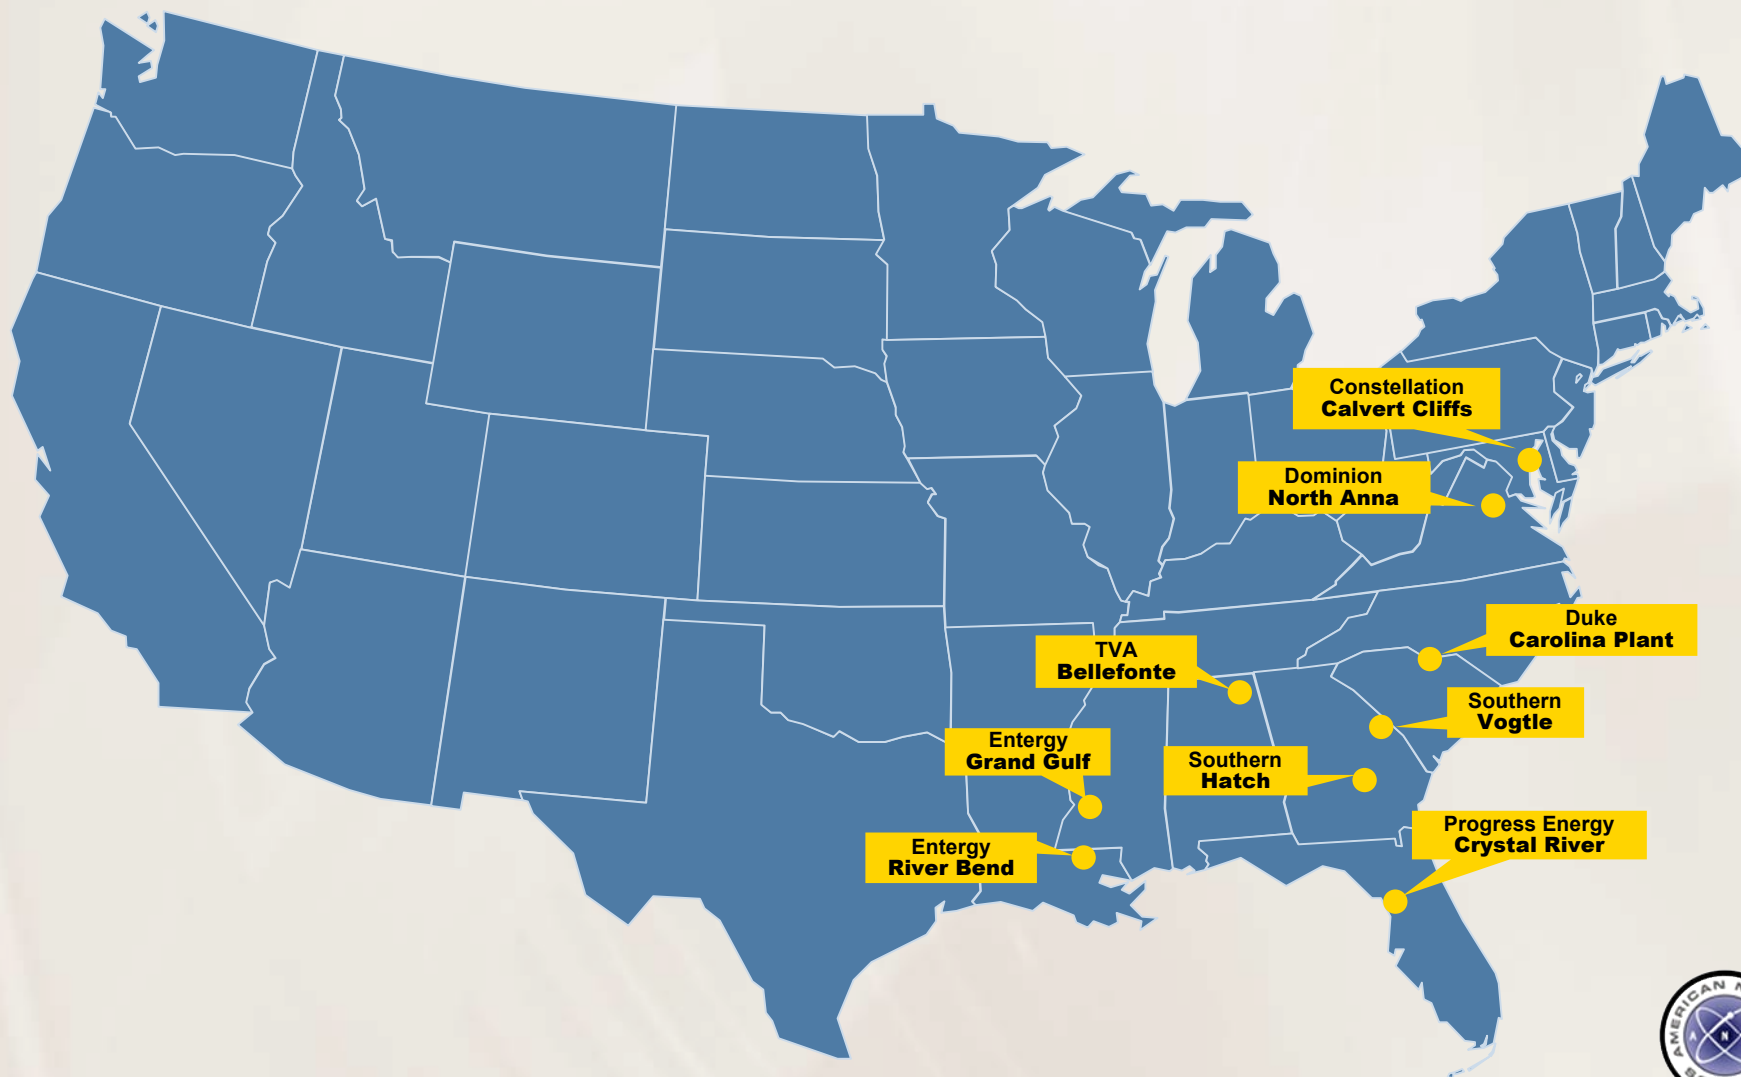 Constellation
Calvert Cliffs
Dominion
North Anna
Duke
Carolina Plant
TVA
Bellefonte
Southern
Vogtle
Entergy
Grand Gulf
Southern
Hatch
Progress Energy
Crystal River
Entergy
River Bend
AMERICAN
A N